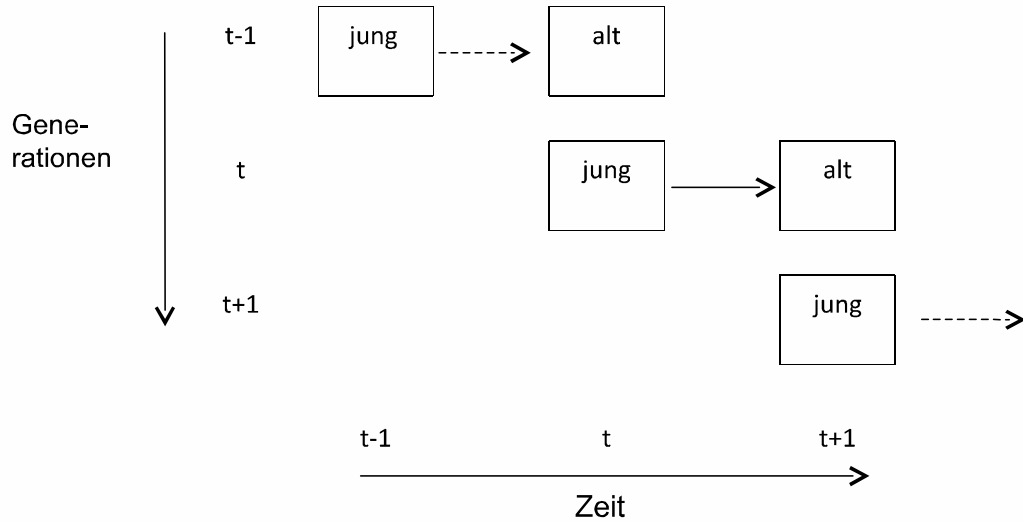 t-1
jung
alt
Gene-
rationen
t
jung
alt
t+1
jung
t-1
t
t+1
Zeit